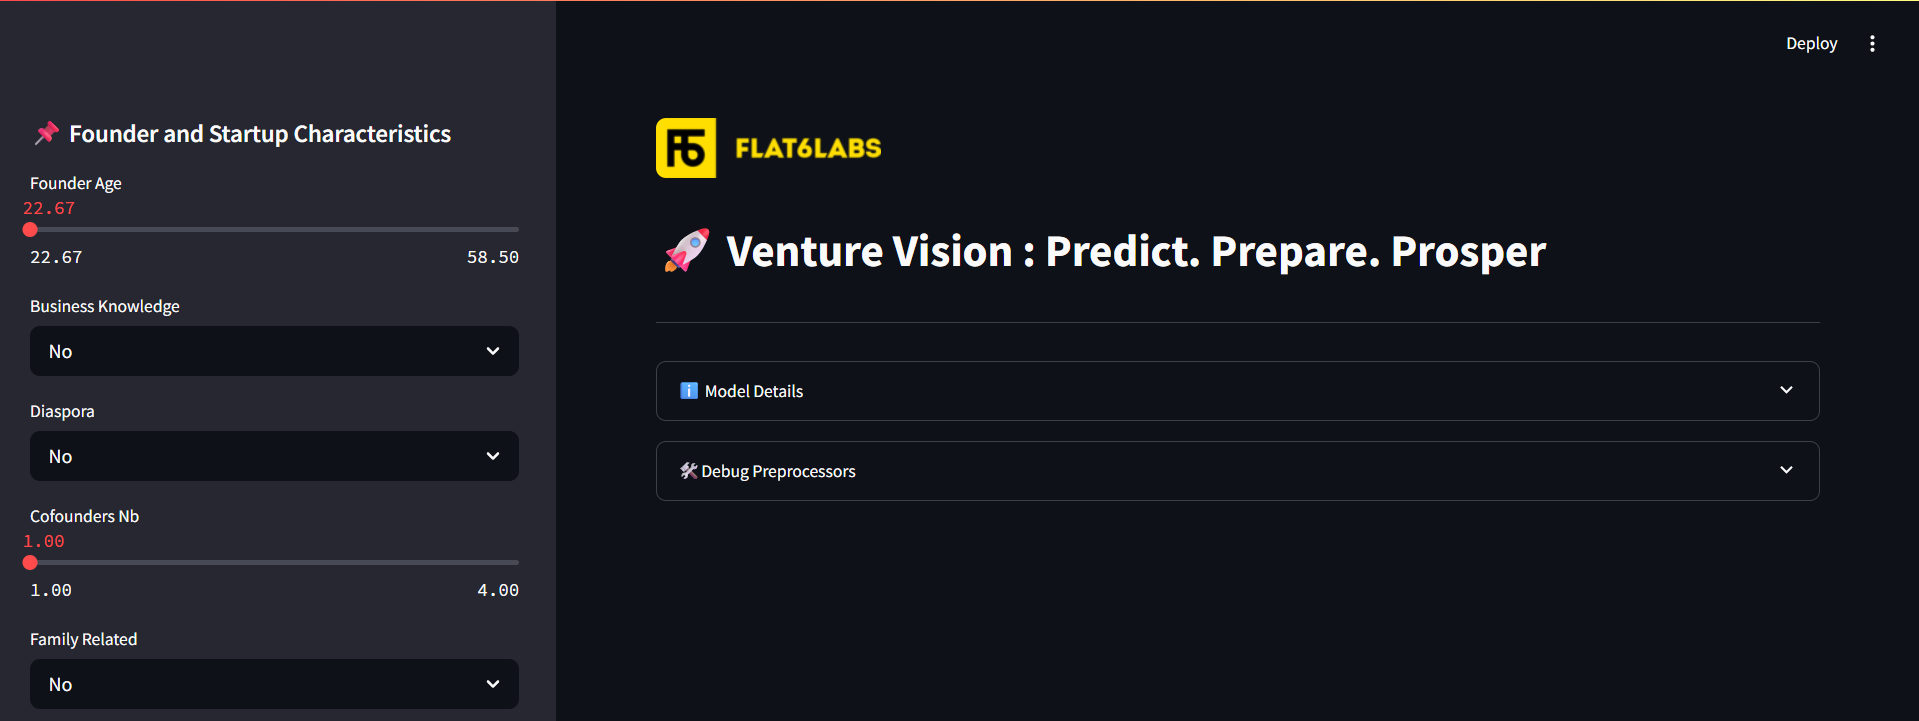 Deploy
📌 Founder and Startup Characteristics
Founder Age
22.67
22.67 58.50
Business Knowledge
No
Diaspora
No
Cofounders Nb
1.00
1.00 4.00
Family Related
No
FLAT6LABS
🚀 Venture Vision : Predict. Prepare. Prosper
ℹ️ Model Details
🛠️ Debug Preprocessors